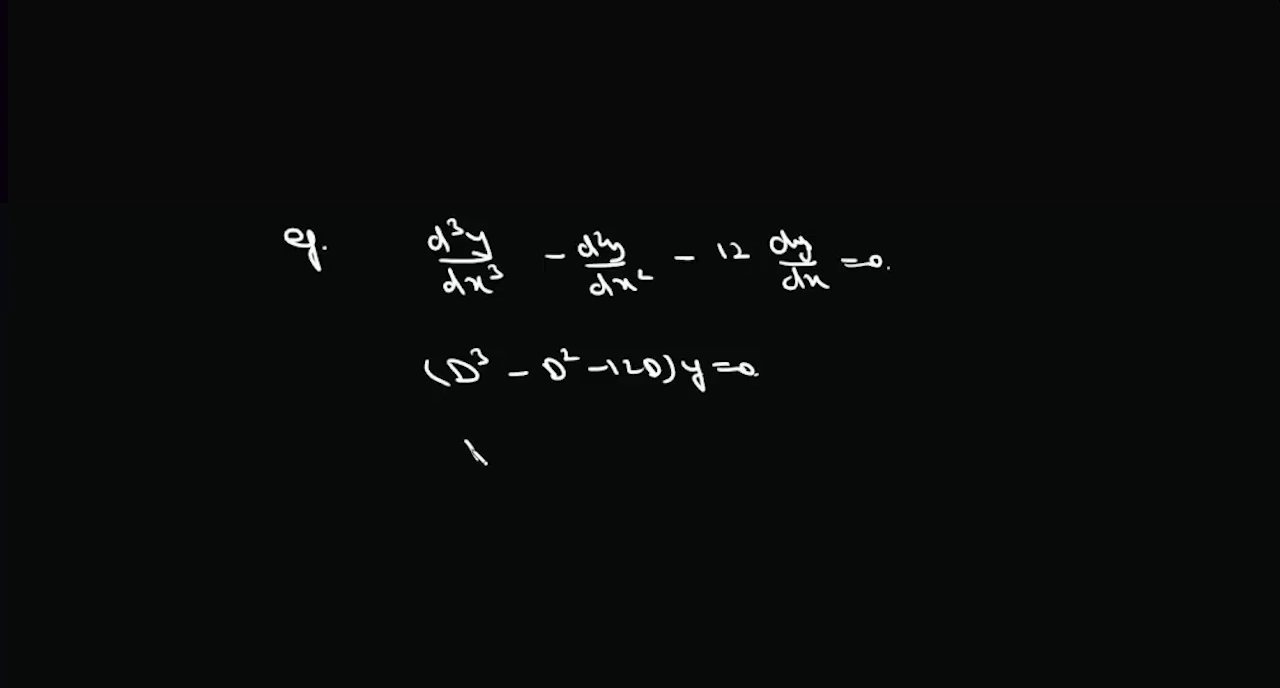 eg. d³y/dx³ - d²y/dx² - 12 dy/dx = 0.
(D³ - D² - 12D)y = 0.